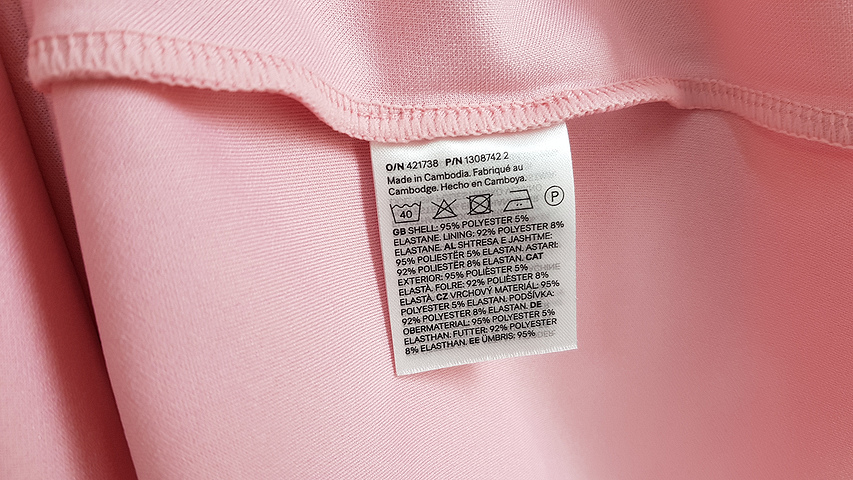 O/N 421738 P/N 1308742 2
Made in Cambodia. Fabriqué au
Cambodge. Hecho en Camboya.
40 P
GB SHELL: 95% POLYESTER 5%
ELASTANE. LINING: 92% POLYESTER 8%
ELASTANE. AL SHTRESA E JASHTME:
95% POLIESTËR 5% ELASTAN. ASTARI:
92% POLIESTËR 8% ELASTAN. CAT
EXTERIOR: 95% POLIÈSTER 5%
ELASTÀ. FOLRE: 92% POLIÈSTER 8%
ELASTÀ. CZ VRCHOVÝ MATERIÁL: 95%
POLYESTER 5% ELASTAN. PODŠÍVKA:
92% POLYESTER 8% ELASTAN. DE
OBERMATERIAL: 95% POLYESTER 5%
ELASTHAN. FUTTER: 92% POLYESTER
8% ELASTHAN. EE ÜMBRIS: 95%